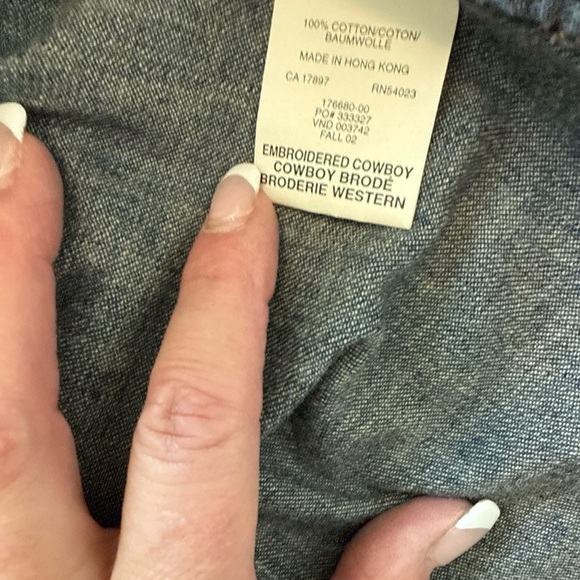 100% COTTON/COTON/
BAUMWOLLE
MADE IN HONG KONG
CA 17897 RN54023
176680-00
PO# 333327
VND 003742
FALL 02
EMBROIDERED COWBOY
COWBOY BRODÉ
BRODERIE WESTERN